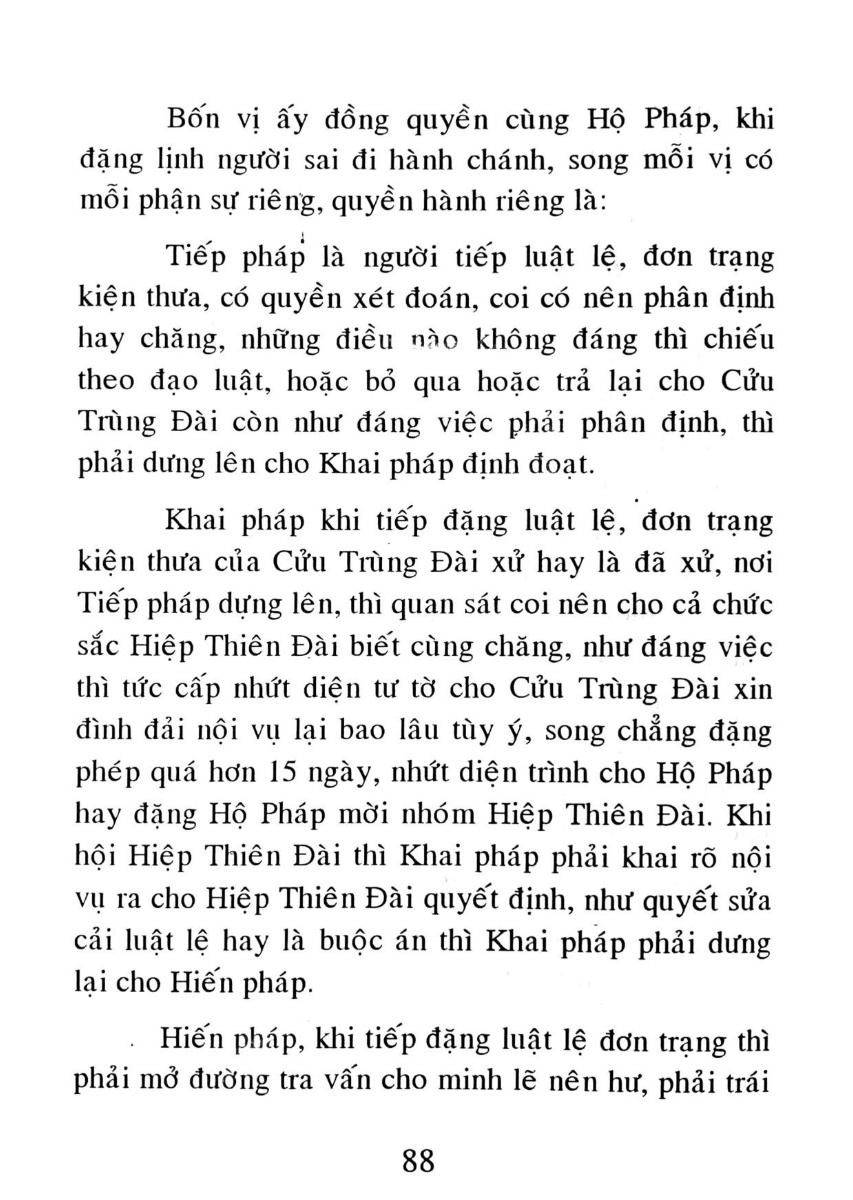 Bốn vị ấy đồng quyền cùng Hộ Pháp, khi
đặng lịnh người sai đi hành chánh, song mỗi vị có
mỗi phận sự riêng, quyền hành riêng là:
Tiếp pháp là người tiếp luật lệ, đơn trạng
kiện thưa, có quyền xét đoán, coi có nên phân định
hay chăng, những điều nào không đáng thì chiếu
theo đạo luật, hoặc bỏ qua hoặc trả lại cho Cửu
Trùng Đài còn như đáng việc phải phân định, thì
phải dưng lên cho Khai pháp định đoạt.
Khai pháp khi tiếp đặng luật lệ, đơn trạng
kiện thưa của Cửu Trùng Đài xử hay là đã xử, nơi
Tiếp pháp dựng lên, thì quan sát coi nên cho cả chức
sắc Hiệp Thiên Đài biết cùng chăng, như đáng việc
thì tức cấp nhứt diện tư tờ cho Cửu Trùng Đài xin
đình đải nội vụ lại bao lâu tùy ý, song chẳng đặng
phép quá hơn 15 ngày, nhứt diện trình cho Hộ Pháp
hay đặng Hộ Pháp mời nhóm Hiệp Thiên Đài. Khi
hội Hiệp Thiên Đài thì Khai pháp phải khai rõ nội
vụ ra cho Hiệp Thiên Đài quyết định, như quyết sửa
cải luật lệ hay là buộc án thì Khai pháp phải dưng
lại cho Hiến pháp.
Hiến pháp, khi tiếp đặng luật lệ đơn trạng thì
phải mở đường tra vấn cho minh lẽ nên hư, phải trái
88